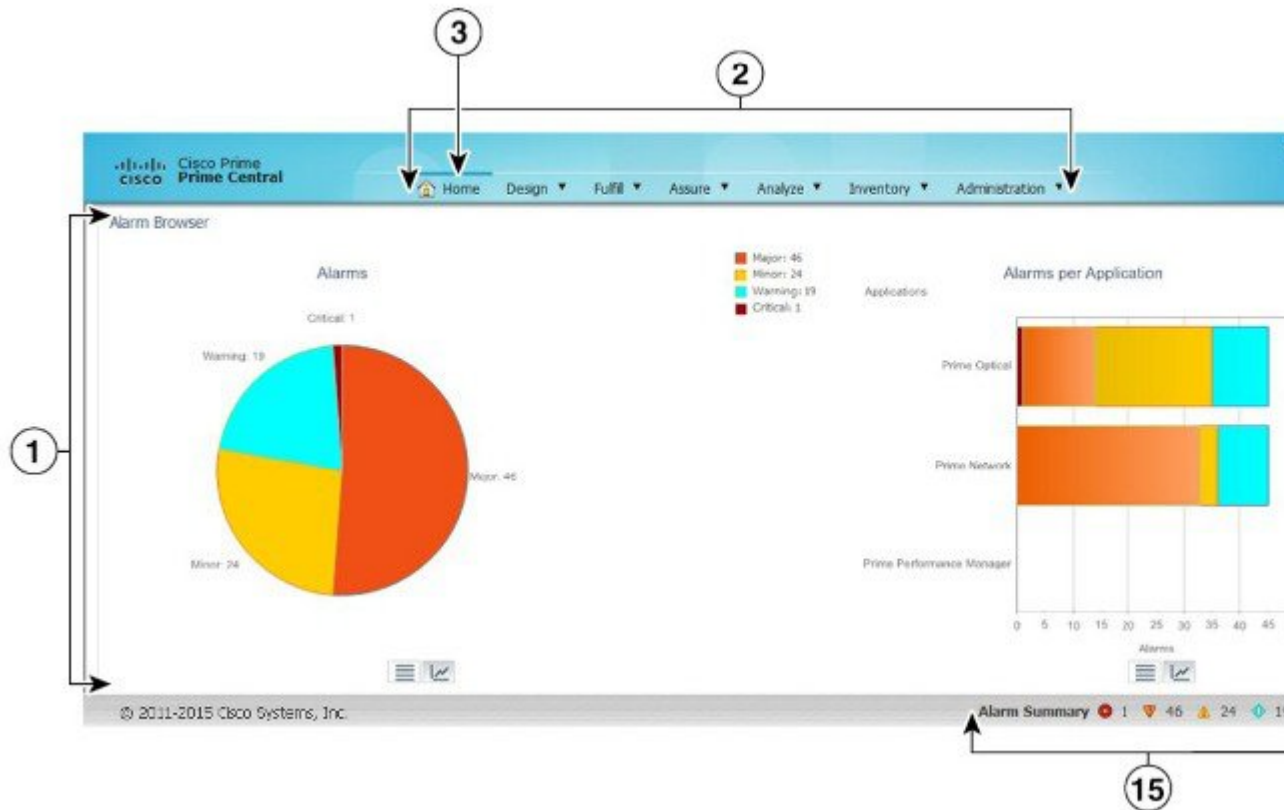 3
2
Cisco Prime
CISCO Prime Central
Home Design Fulfill Assure Analyze Inventory Administration
Alarm Browser
Alarms
Major: 46
Minor: 24
Warning: 19
Critical: 1
Applications
Alarms per Application
Critical: 1
Warning: 19
Major: 46
Minor: 24
Prime Optical
Prime Network
Prime Performance Manager
0 5 10 15 20 25 30 35 40 45
Alarms
1
© 2011-2015 Cisco Systems, Inc.
Alarm Summary 1 46 24
15